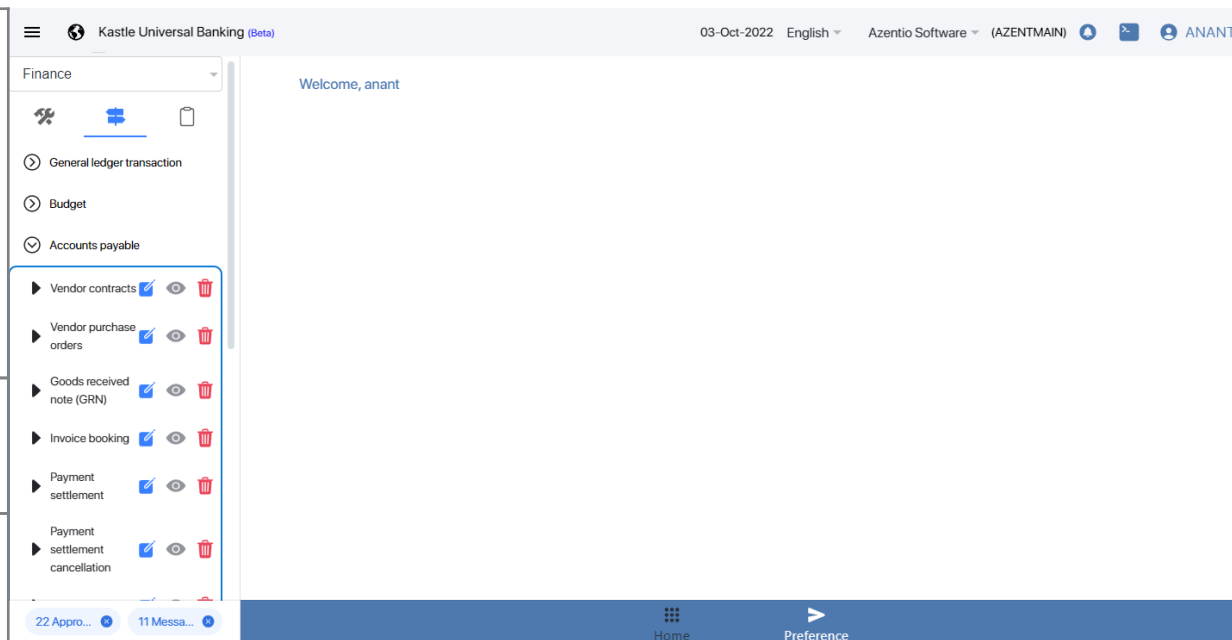 Kastle Universal Banking (Beta)
03-Oct-2022 English Azentio Software (AZENTMAIN) ANANT
Finance
Welcome, anant
General ledger transaction
Budget
Accounts payable
Vendor contracts
Vendor purchase
orders
Goods received
note (GRN)
Invoice booking
Payment
settlement
Payment
settlement
cancellation
22 Appro...
11 Messa...
Home
Preference